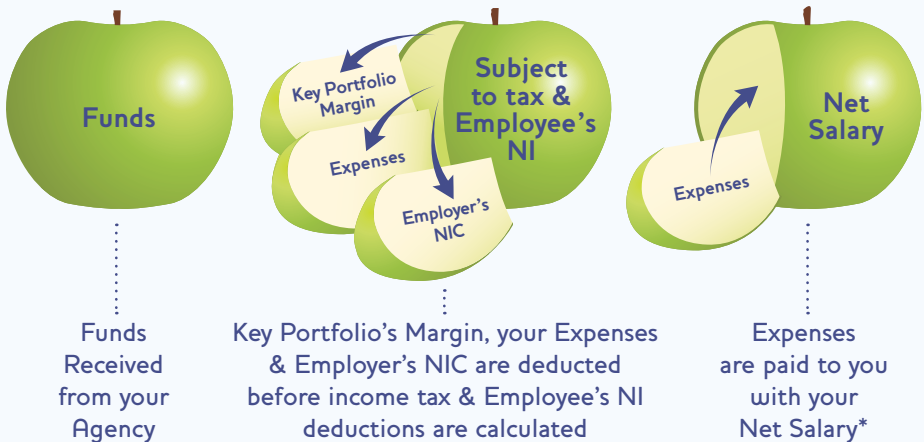 Funds
Key Portfolio
Margin
Expenses
Employer's
NIC
Subject
to tax &
Employee's
NI
Expenses
Net
Salary
Funds
Received
from your
Agency
Key Portfolio's Margin, your Expenses
& Employer's NIC are deducted
before income tax & Employee's NI
deductions are calculated
Expenses
are paid to you
with your
Net Salary*